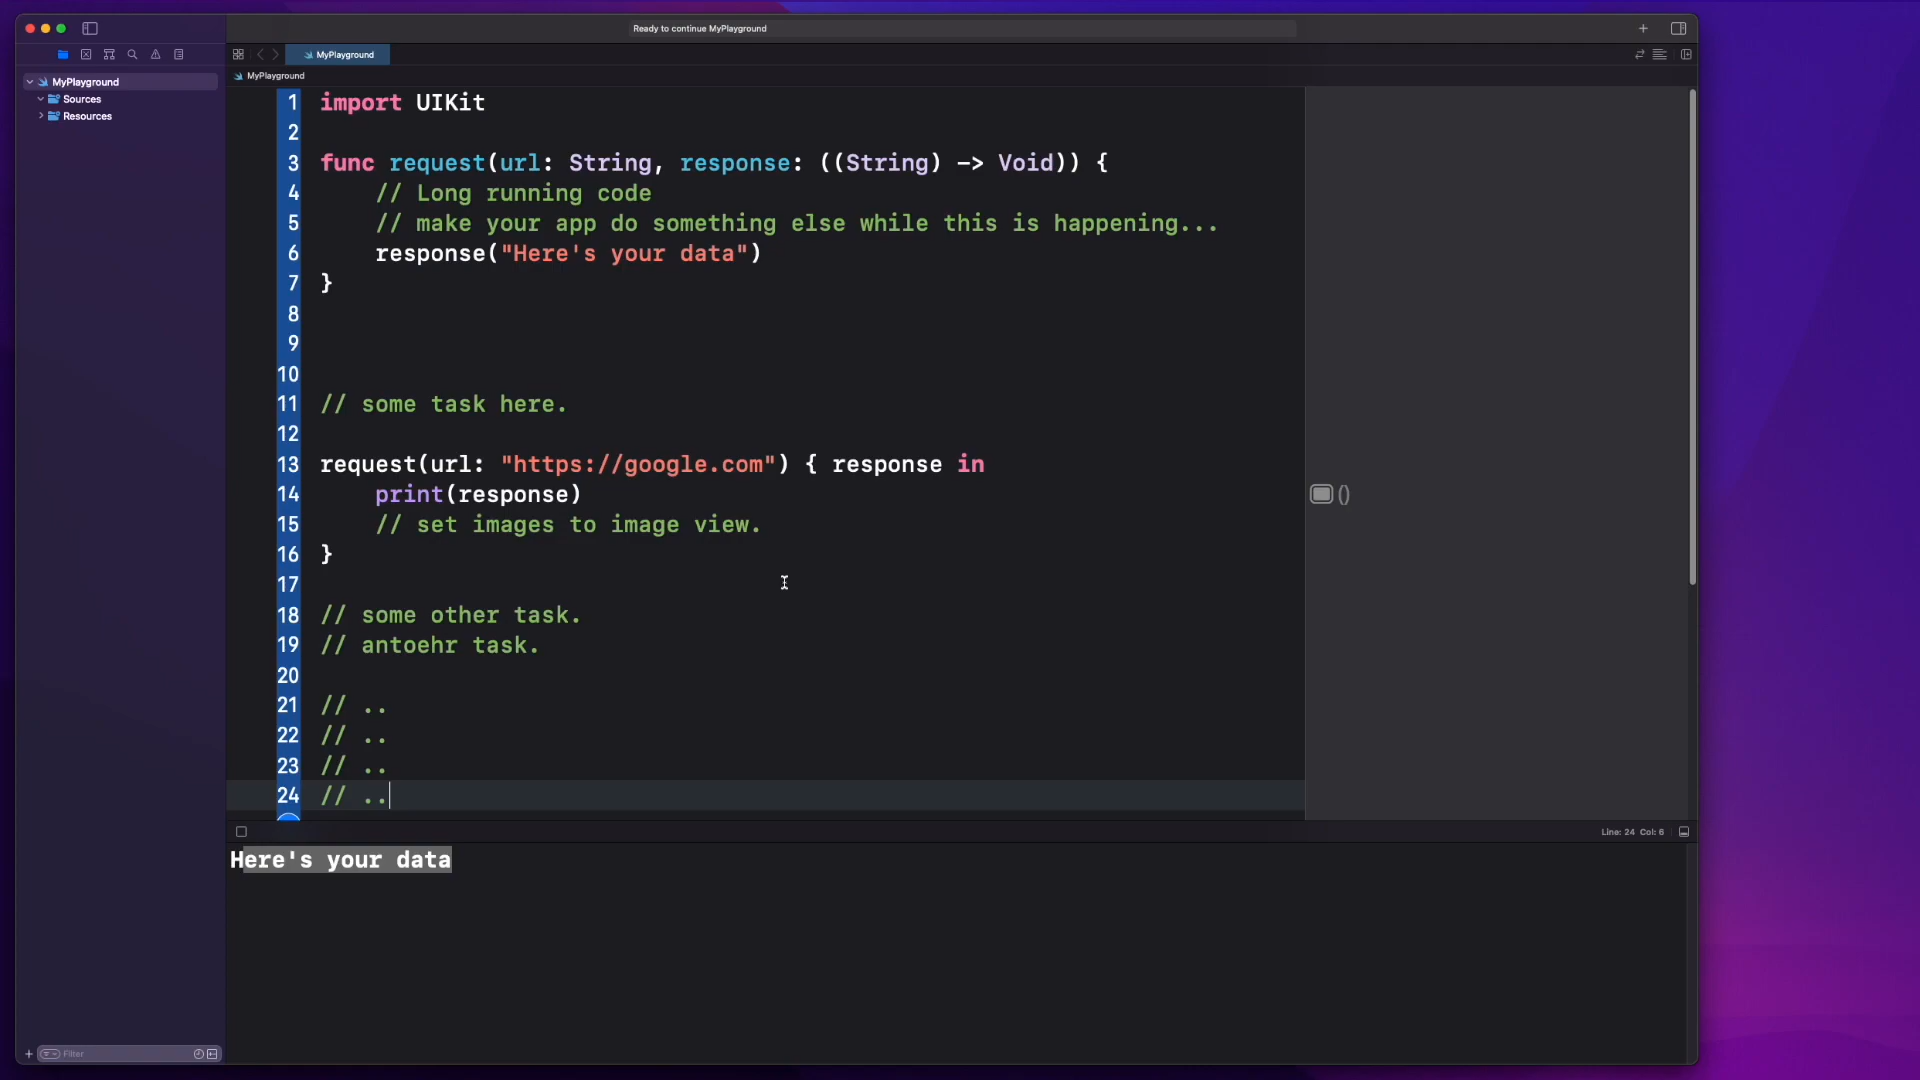 Ready to continue MyPlayground
MyPlayground
MyPlayground
MyPlayground
Sources
Resources
1 import UIKit
2
3 func request(url: String, response: ((String) -> Void)) {
4 // Long running code
5 // make your app do something else while this is happening...
6 response("Here's your data")
7 }
8
9
10
11 // some task here.
12
13 request(url: "https://google.com") { response in
14 print(response)
()
15 // set images to image view.
16 }
17
18 // some other task.
19 // antoehr task.
20
21 // ..
22 // ..
23 // ..
24 // ..
Line: 24 Col: 6
Here's your data
Filter